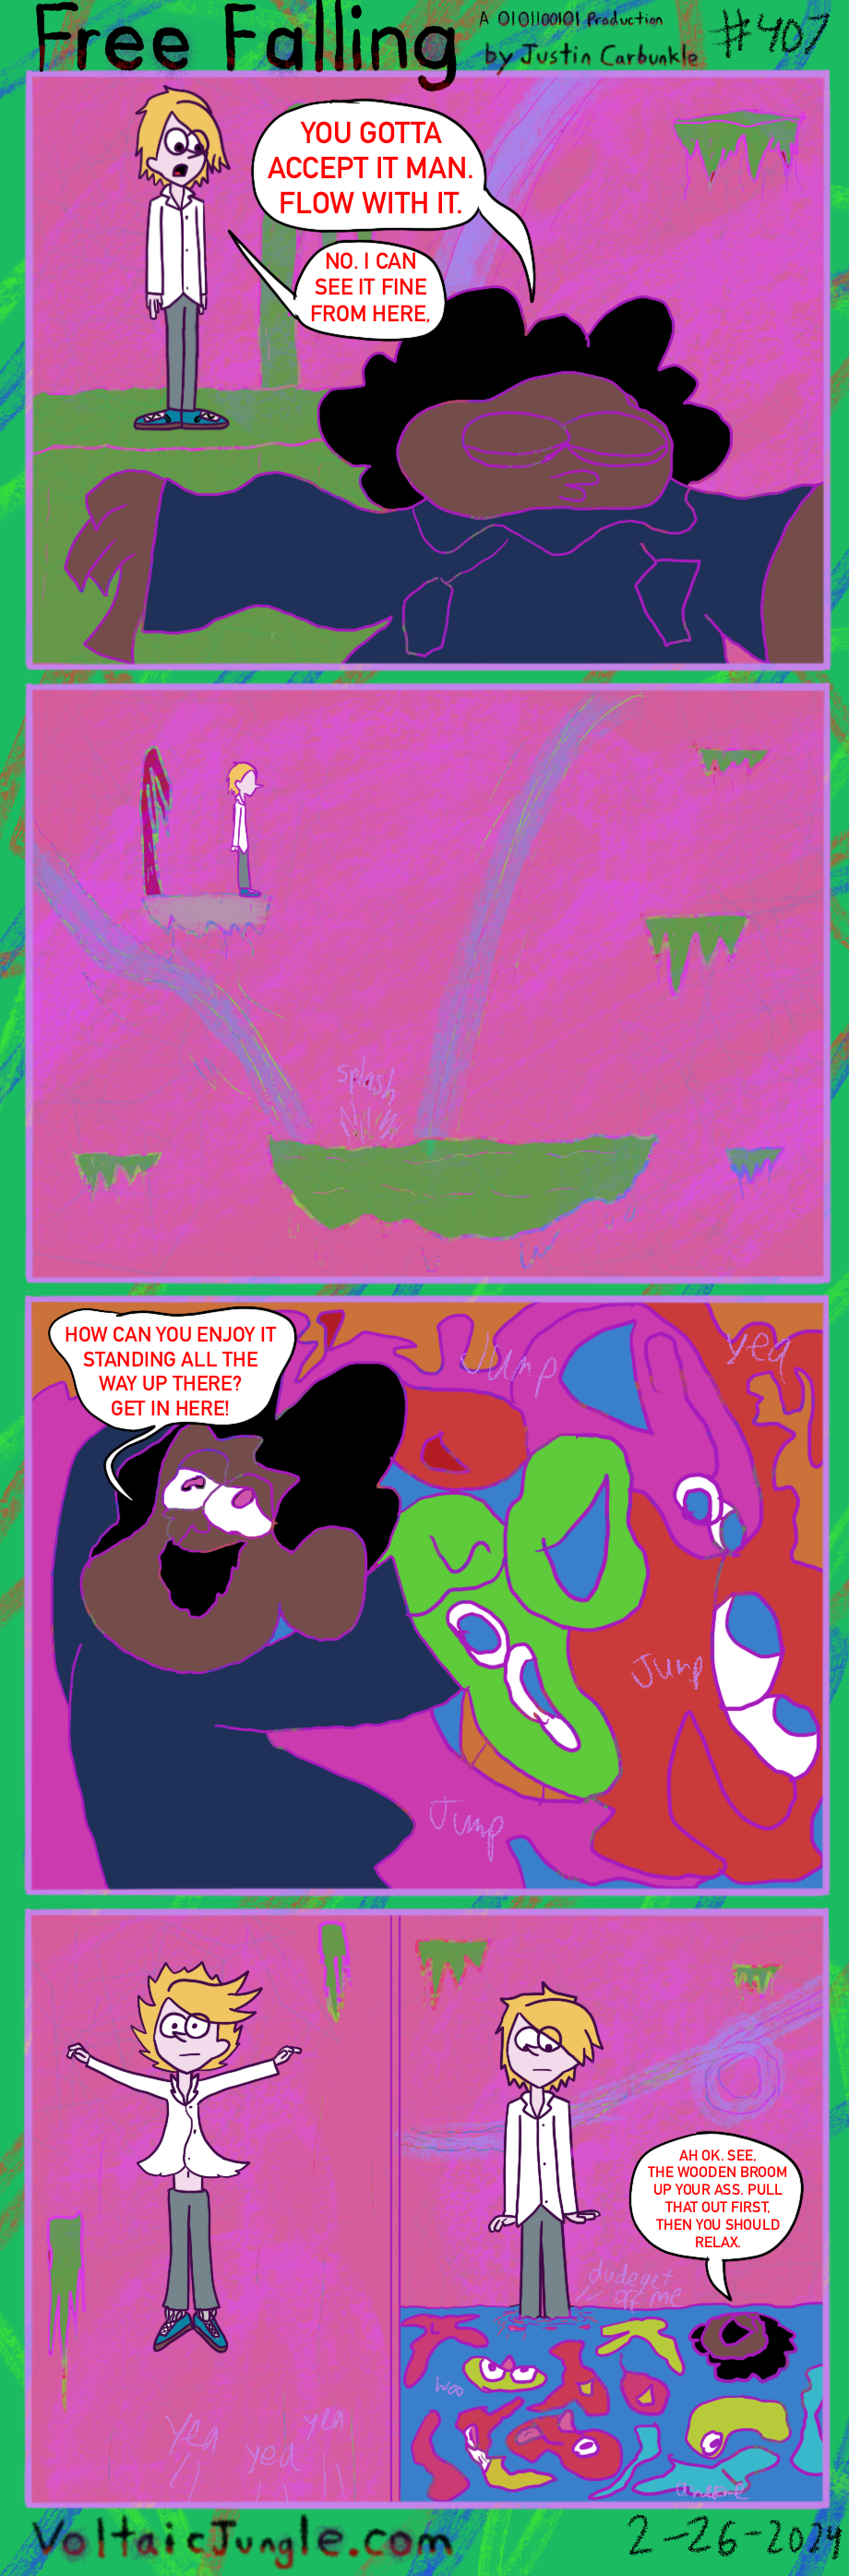 Free Falling
A 0101100101 Production
by Justin Carbunkle
#407
YOU GOTTA
ACCEPT IT MAN.
FLOW WITH IT.
NO. I CAN
SEE IT FINE
FROM HERE.
splash
HOW CAN YOU ENJOY IT
STANDING ALL THE
WAY UP THERE?
GET IN HERE!
Jump
yea
Jump
Jump
yea
yea
yea
AH OK. SEE,
THE WOODEN BROOM
UP YOUR ASS. PULL
THAT OUT FIRST,
THEN YOU SHOULD
RELAX.
dude get
off me
woo
VoltaicJungle.com
2-26-2024